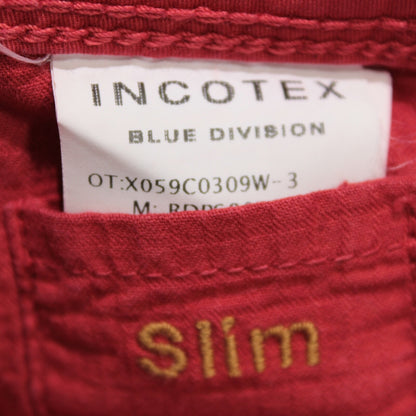 INCOTEX
BLUE DIVISION
OT:X059C0309W-3
M:
Slim